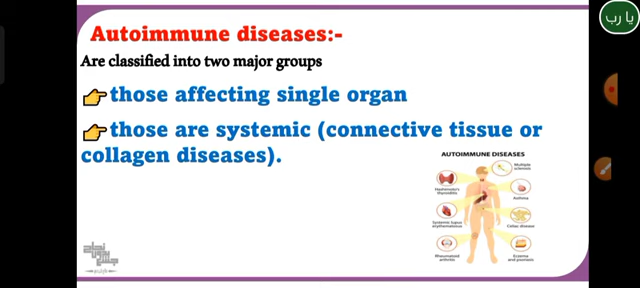 يا رب
Autoimmune diseases:-
Are classified into two major groups
those affecting single organ
those are systemic (connective tissue or
collagen diseases).
AUTOIMMUNE DISEASES
Multiple
sclerosis
Hashimoto's
thyroiditis
Asthma
Systemic lupus
erythematosus
Celiac disease
Rheumatoid
arthritis
Eczema
and psoriasis